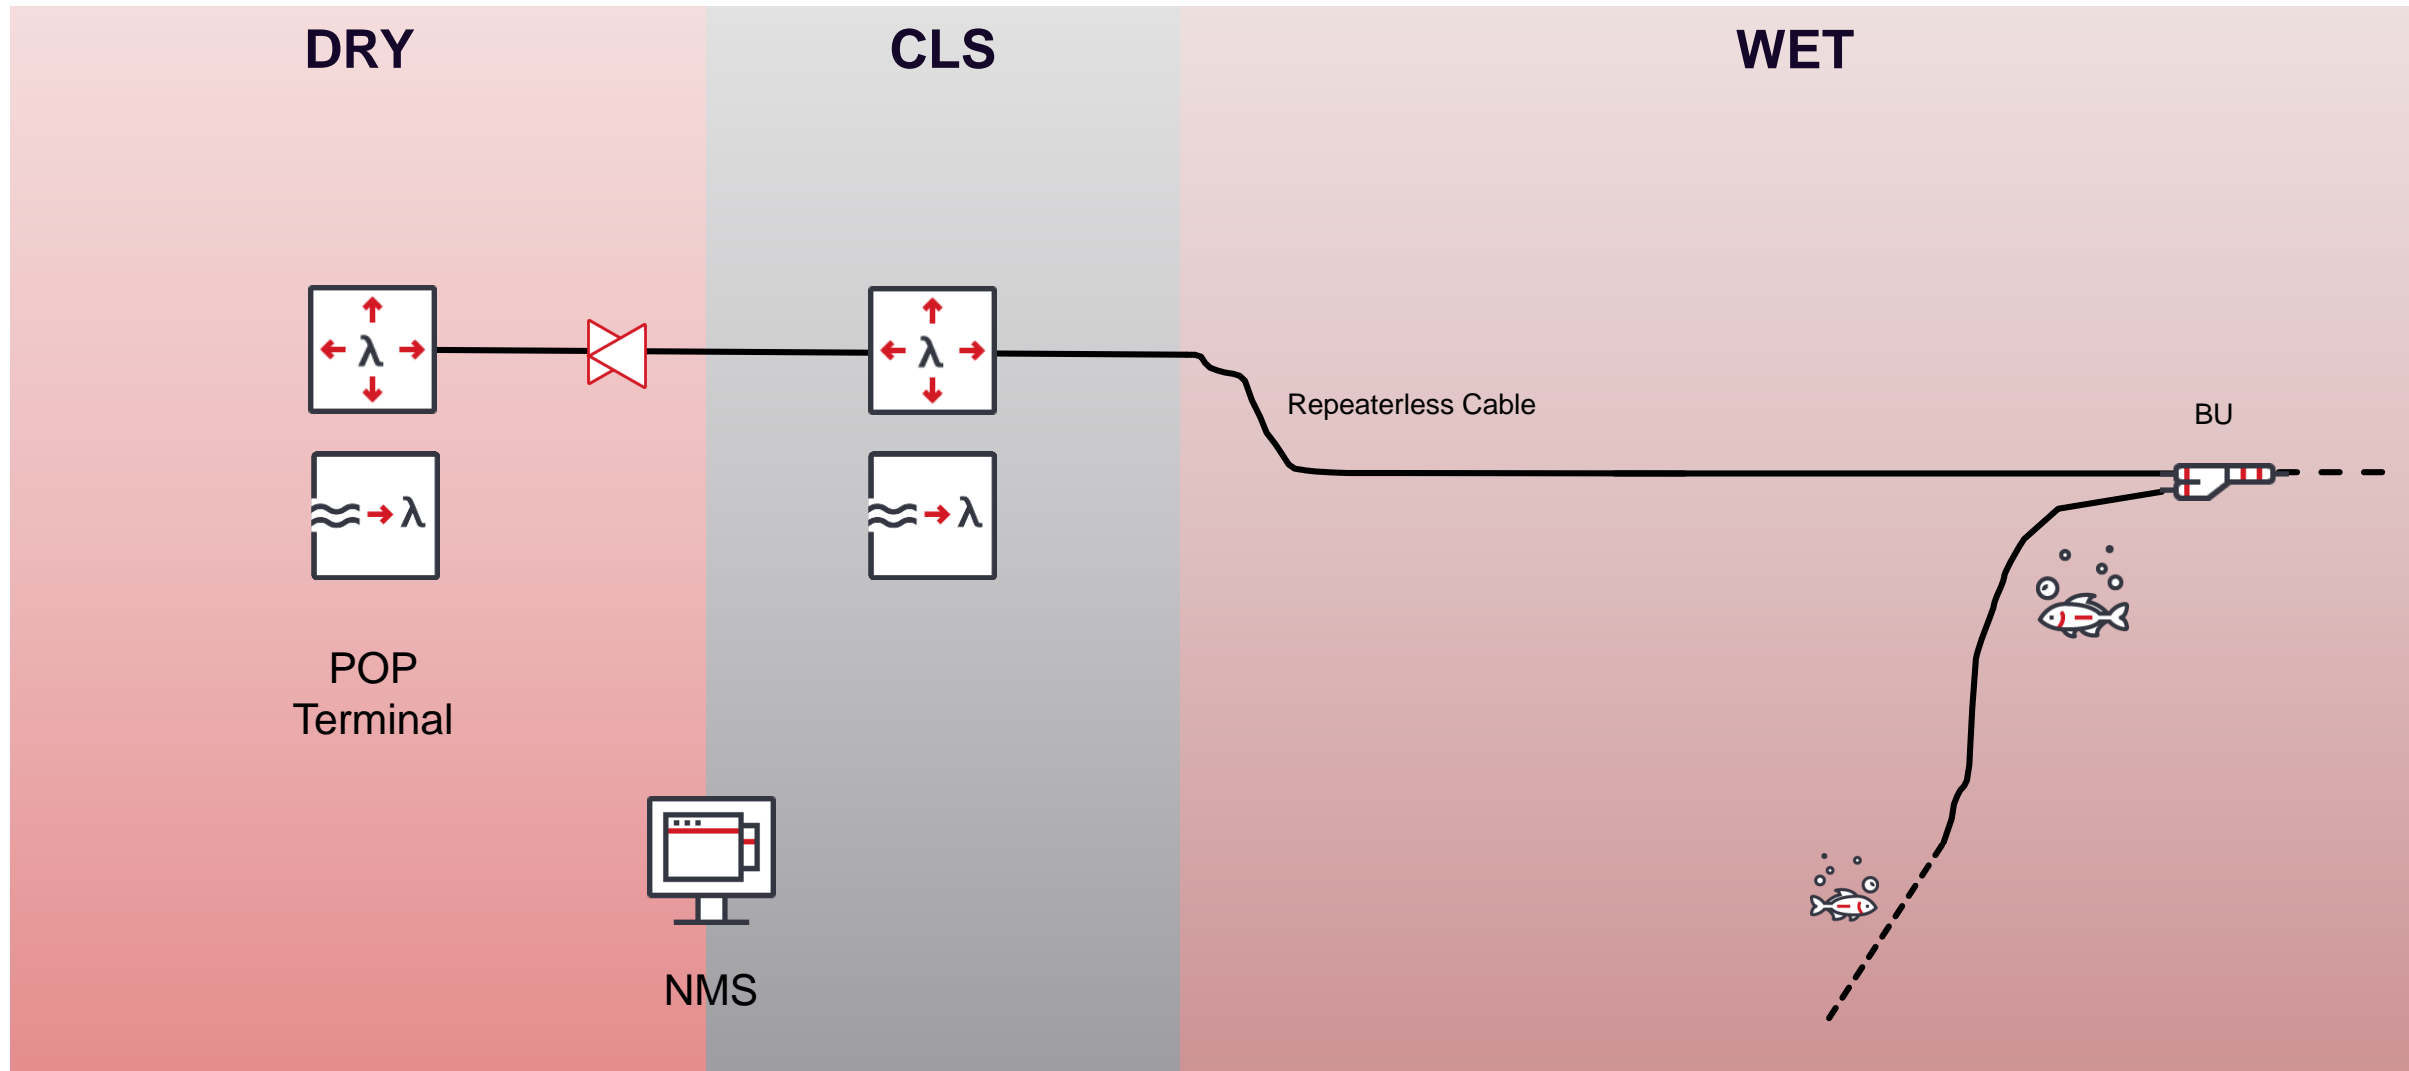 DRY
CLS
WET
λ
λ
Repeaterless Cable
BU
λ
λ
POP
Terminal
NMS